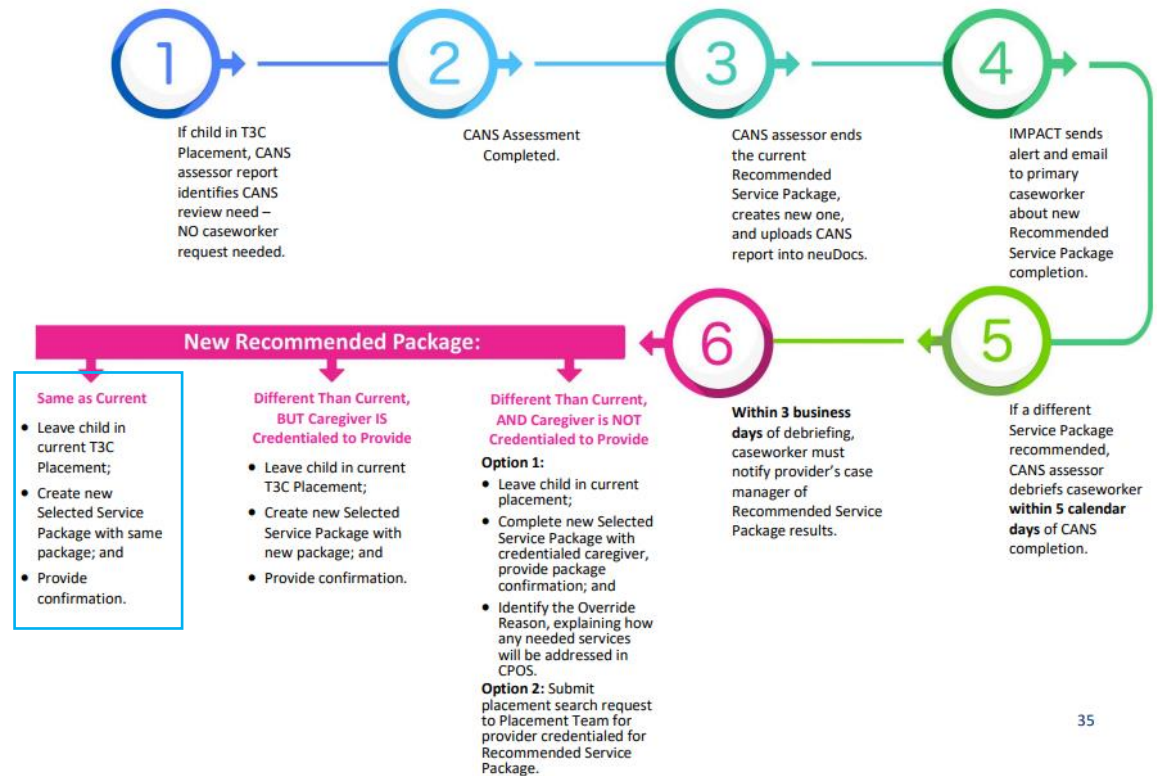 1
If child in T3C
Placement, CANS
assessor report
identifies CANS
review need –
NO caseworker
request needed.
2
CANS Assessment
Completed.
3
CANS assessor ends
the current
Recommended
Service Package,
creates new one,
and uploads CANS
report into neuDocs.
4
IMPACT sends
alert and email
to primary
caseworker
about new
Recommended
Service Package
completion.
5
If a different
Service Package
recommended,
CANS assessor
debriefs caseworker
within 5 calendar
days of CANS
completion.
6
Within 3 business
days of debriefing,
caseworker must
notify provider's case
manager of
Recommended Service
Package results.
New Recommended Package:
Same as Current
• Leave child in
current T3C
Placement;
• Create new
Selected Service
Package with same
package; and
• Provide
confirmation.
Different Than Current,
BUT Caregiver IS
Credentialed to Provide
• Leave child in current
T3C Placement;
• Create new Selected
Service Package with
new package; and
• Provide confirmation.
Different Than Current,
AND Caregiver is NOT
Credentialed to Provide
Option 1:
• Leave child in current
placement;
• Complete new Selected
Service Package with
credentialed caregiver,
provide package
confirmation; and
• Identify the Override
Reason, explaining how
any needed services
will be addressed in
CPOS.
Option 2: Submit
placement search request
to Placement Team for
provider credentialed for
Recommended Service
Package.
35